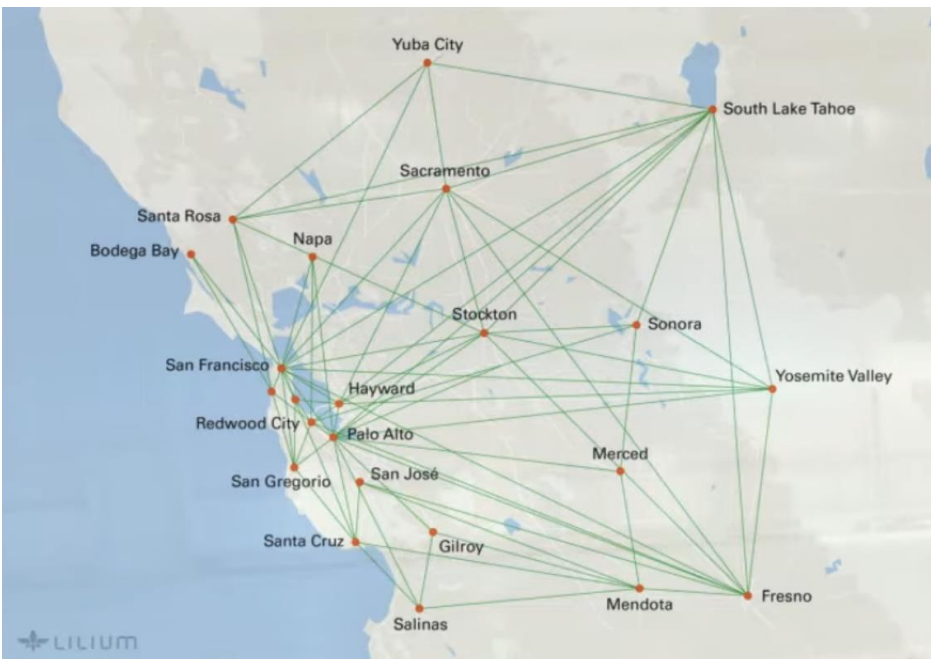 Yuba City
South Lake Tahoe
Sacramento
Santa Rosa
Napa
Bodega Bay
Stockton
Sonora
San Francisco
Yosemite Valley
Hayward
Redwood City
Palo Alto
Merced
San José
San Gregorio
Santa Cruz
Gilroy
Fresno
Mendota
Salinas
LILIUM